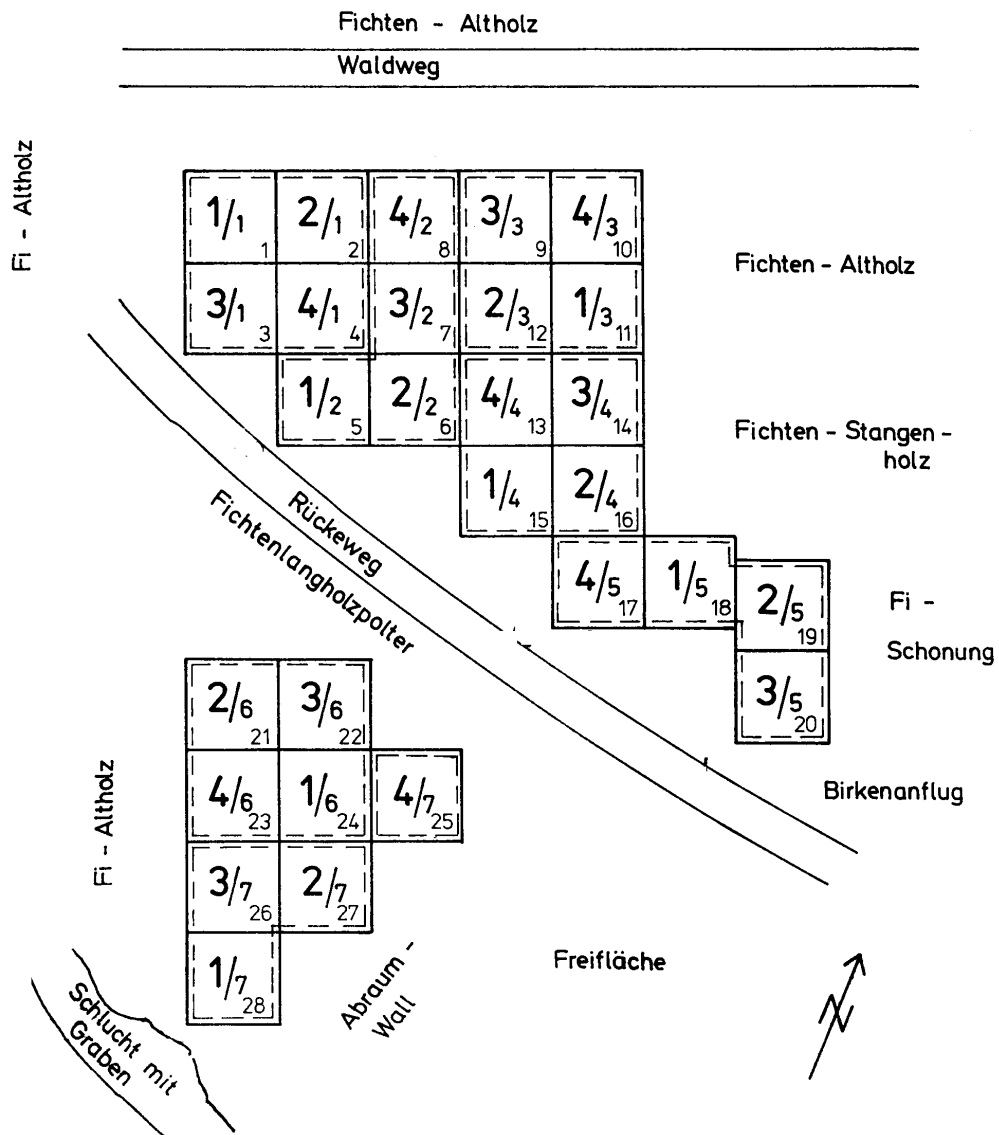 Fichten - Altholz
Waldweg
Fi - Altholz
1/1 1
2/1 2
4/2 8
3/3 9
4/3 10
Fichten - Altholz
3/1 3
4/1 4
3/2 7
2/3 12
1/3 11
1/2 5
2/2 6
4/4 13
3/4 14
Fichten - Stangen -
holz
1/4 15
2/4 16
Rückeweg
Fichtenlangholzpolter
4/5 17
1/5 18
2/5 19
Fi -
Schonung
3/5 20
2/6 21
3/6 22
Fi - Altholz
4/6 23
1/6 24
4/7 25
Birkenanflug
3/7 26
2/7 27
1/7 28
Abraum -
Wall
Freifläche
Schlucht mit
Graben
N